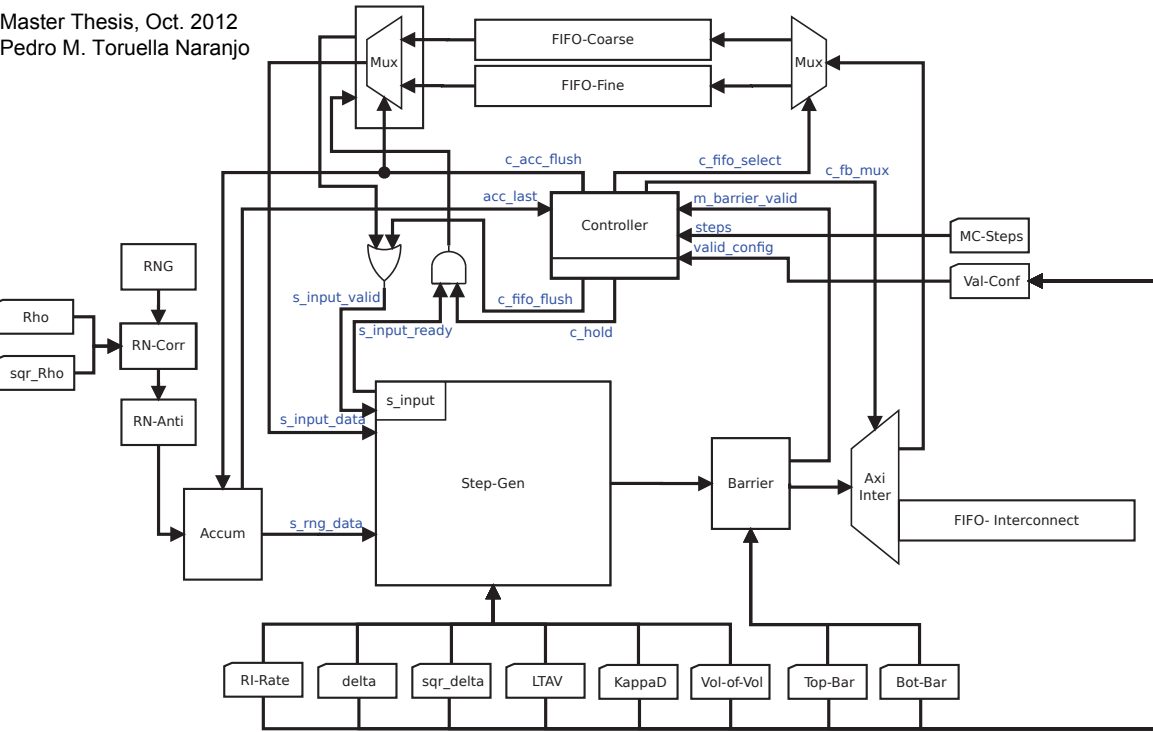 Master Thesis, Oct. 2012
Pedro M. Toruella Naranjo
Mux
FIFO-Coarse
FIFO-Fine
Mux
c_acc_flush
c_fifo_select
c_fb_mux
acc_last
Controller
m_barrier_valid
steps
valid_config
MC-Steps
Val-Conf
RNG
Rho
sqr_Rho
RN-Corr
RN-Anti
s_input_valid
s_input_ready
c_fifo_flush
c_hold
s_input
s_input_data
Step-Gen
Barrier
Axi
Inter
FIFO- Interconnect
Accum
s_rng_data
RI-Rate
delta
sqr_delta
LTAV
KappaD
Vol-of-Vol
Top-Bar
Bot-Bar